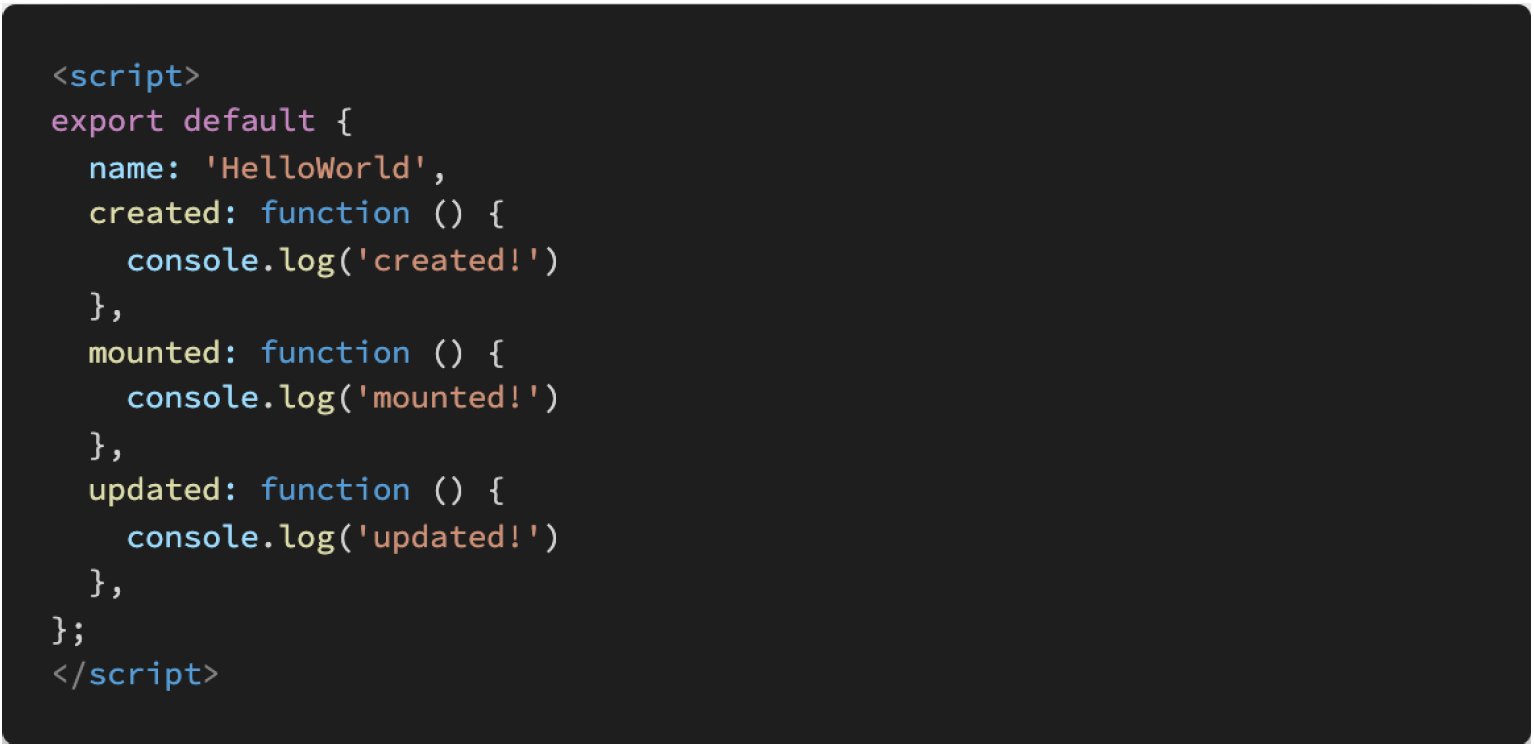 <script>
export default {
  name: 'HelloWorld',
  created: function () {
    console.log('created!')
  },
  mounted: function () {
    console.log('mounted!')
  },
  updated: function () {
    console.log('updated!')
  },
};
</script>